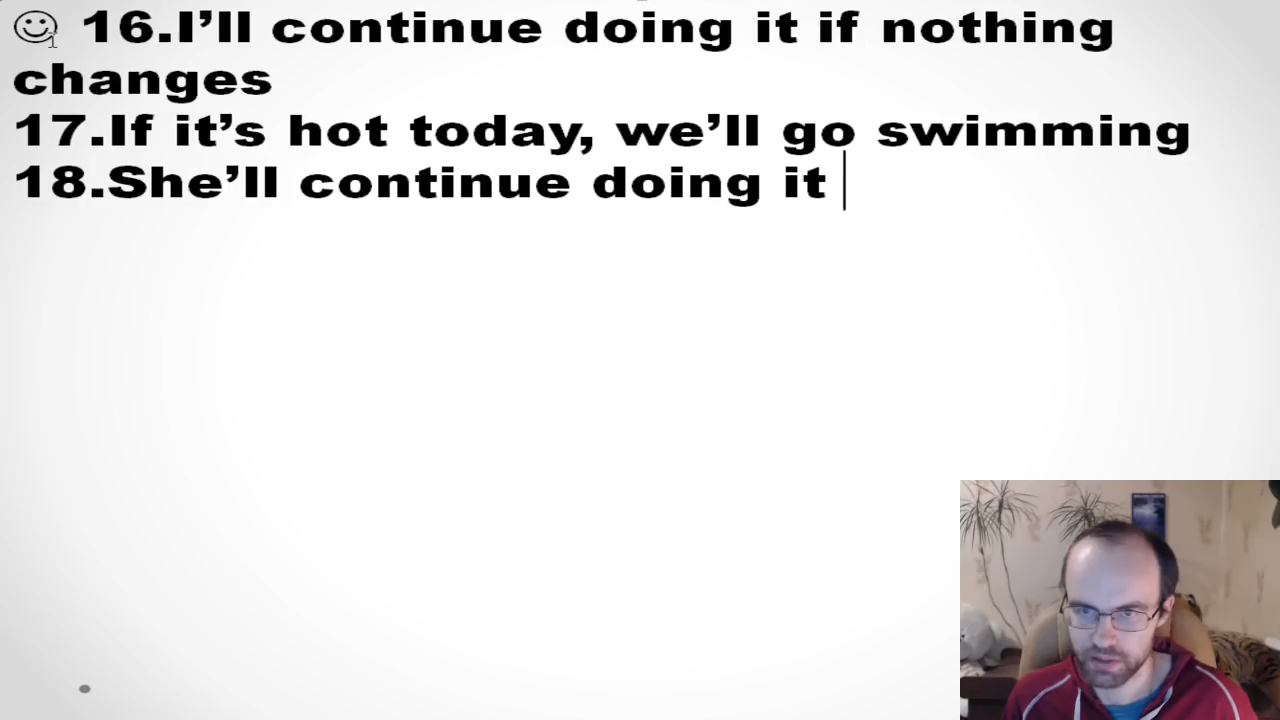 ☺ 16.I’ll continue doing it if nothing
changes
17.If it’s hot today, we’ll go swimming
18.She’ll continue doing it